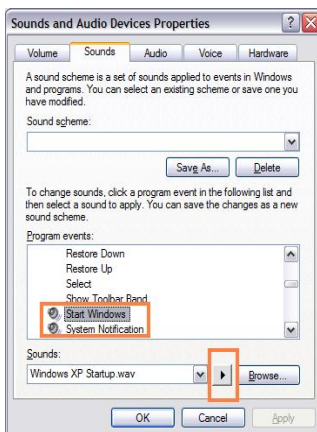 Sounds and Audio Devices Properties
Volume Sounds Audio Voice Hardware
A sound scheme is a set of sounds applied to events in Windows
and programs. You can select an existing scheme or save one you
have modified.
Sound scheme:
Save As... Delete
To change sounds, click a program event in the following list and
then select a sound to apply. You can save the changes as a new
sound scheme.
Program events:
Restore Down
Restore Up
Select
Show Toolbar Band
Start Windows
System Notification
Sounds:
Windows XP Startup.wav Browse...
OK Cancel Apply